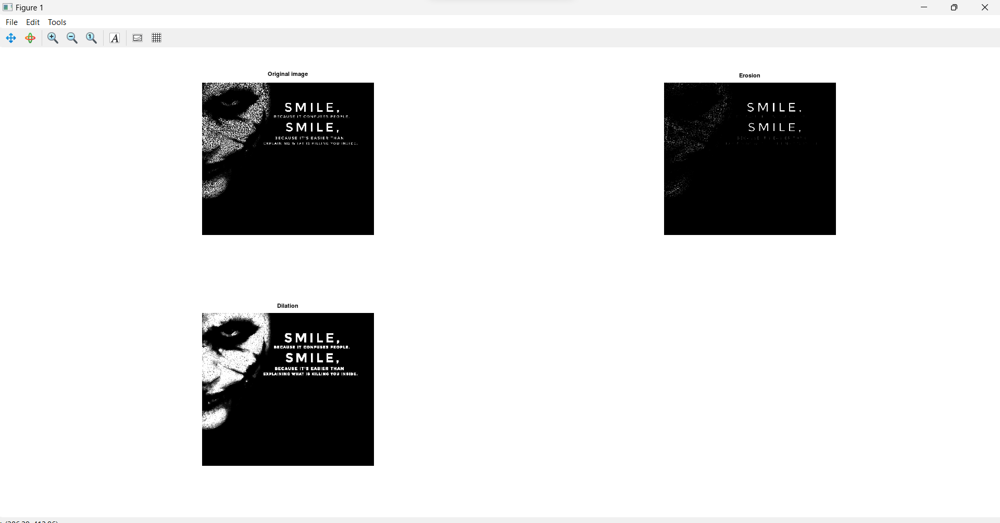 Figure 1
File Edit Tools
1 A
Original image
SMILE,
BECAUSE IT CONFUSES PEOPLE.
SMILE,
BECAUSE IT'S EASIER THAN
EXPLAINING WHAT IS KILLING YOU INSIDE.
Erosion
SMILE,
SMILE,
Dilation
SMILE,
BECAUSE IT CONFUSES PEOPLE.
SMILE,
BECAUSE IT'S EASIER THAN
EXPLAINING WHAT IS KILLING YOU INSIDE.